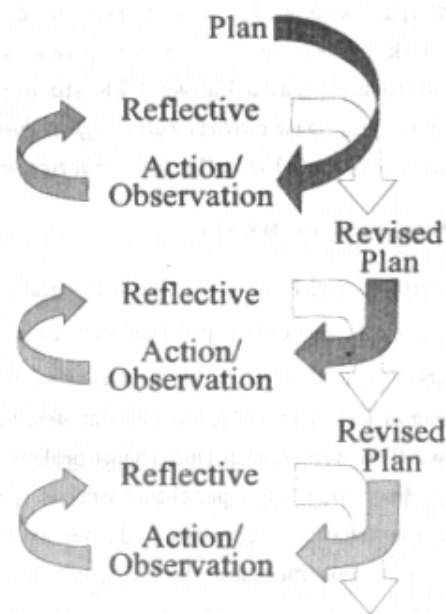 Plan
Reflective
Action/
Observation
Revised
Plan
Reflective
Action/
Observation
Revised
Plan
Reflective
Action/
Observation